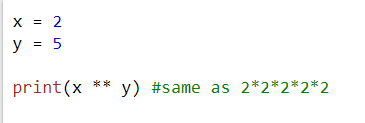 x = 2
y = 5
print(x ** y) #same as 2*2*2*2*2